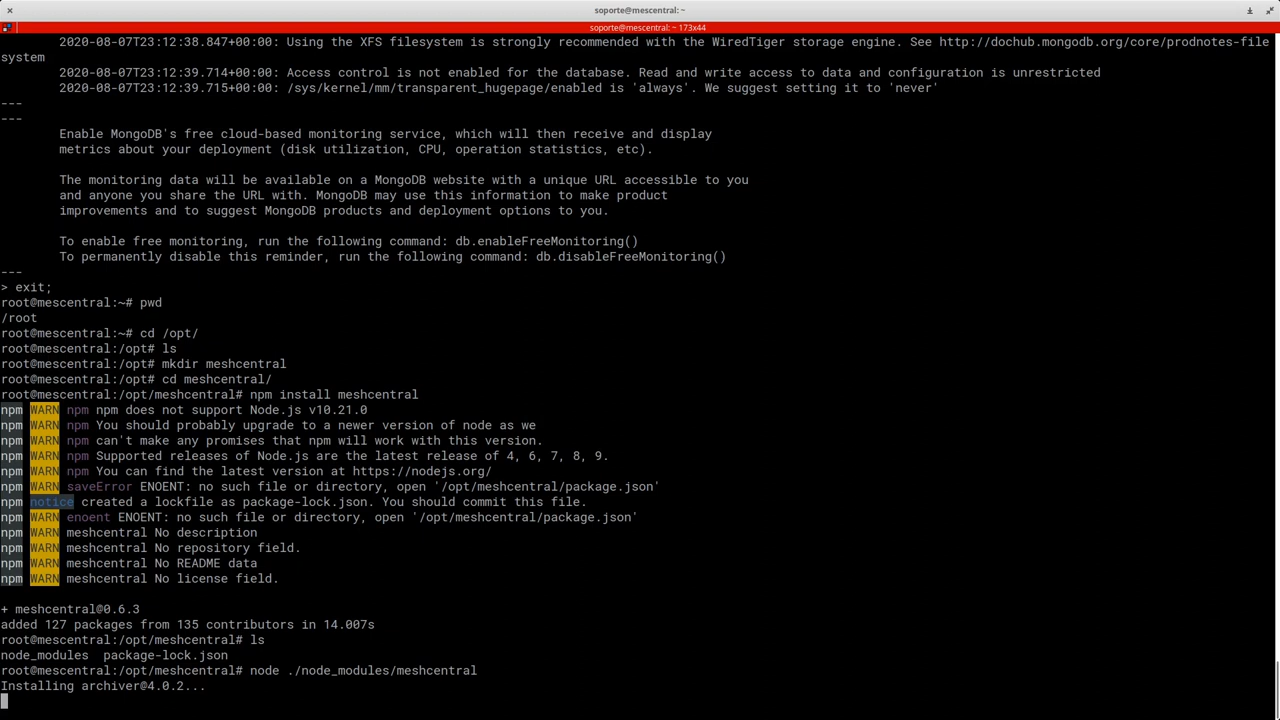 soporte@mescentral: ~
soporte@mescentral: ~ 173x44
2020-08-07T23:12:38.847+00:00: Using the XFS filesystem is strongly recommended with the WiredTiger storage engine. See http://dochub.mongodb.org/core/prodnotes-file
system
2020-08-07T23:12:39.714+00:00: Access control is not enabled for the database. Read and write access to data and configuration is unrestricted
2020-08-07T23:12:39.715+00:00: /sys/kernel/mm/transparent_hugepage/enabled is 'always'. We suggest setting it to 'never'
---
---
Enable MongoDB's free cloud-based monitoring service, which will then receive and display
metrics about your deployment (disk utilization, CPU, operation statistics, etc).
The monitoring data will be available on a MongoDB website with a unique URL accessible to you
and anyone you share the URL with. MongoDB may use this information to make product
improvements and to suggest MongoDB products and deployment options to you.
To enable free monitoring, run the following command: db.enableFreeMonitoring()
To permanently disable this reminder, run the following command: db.disableFreeMonitoring()
---
> exit;
root@mescentral:~# pwd
/root
root@mescentral:~# cd /opt/
root@mescentral:/opt# ls
root@mescentral:/opt# mkdir meshcentral
root@mescentral:/opt# cd meshcentral/
root@mescentral:/opt/meshcentral# npm install meshcentral
npm WARN npm npm does not support Node.js v10.21.0
npm WARN npm You should probably upgrade to a newer version of node as we
npm WARN npm can't make any promises that npm will work with this version.
npm WARN npm Supported releases of Node.js are the latest release of 4, 6, 7, 8, 9.
npm WARN npm You can find the latest version at https://nodejs.org/
npm WARN saveError ENOENT: no such file or directory, open '/opt/meshcentral/package.json'
npm notice created a lockfile as package-lock.json. You should commit this file.
npm WARN enoent ENOENT: no such file or directory, open '/opt/meshcentral/package.json'
npm WARN meshcentral No description
npm WARN meshcentral No repository field.
npm WARN meshcentral No README data
npm WARN meshcentral No license field.
+ meshcentral@0.6.3
added 127 packages from 135 contributors in 14.007s
root@mescentral:/opt/meshcentral# ls
node_modules  package-lock.json
root@mescentral:/opt/meshcentral# node ./node_modules/meshcentral
Installing archiver@4.0.2...